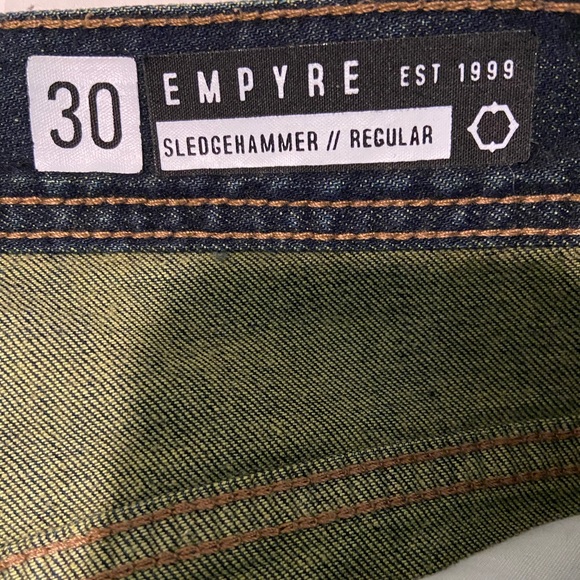 30
EMPYRE EST 1999
SLEDGEHAMMER // REGULAR